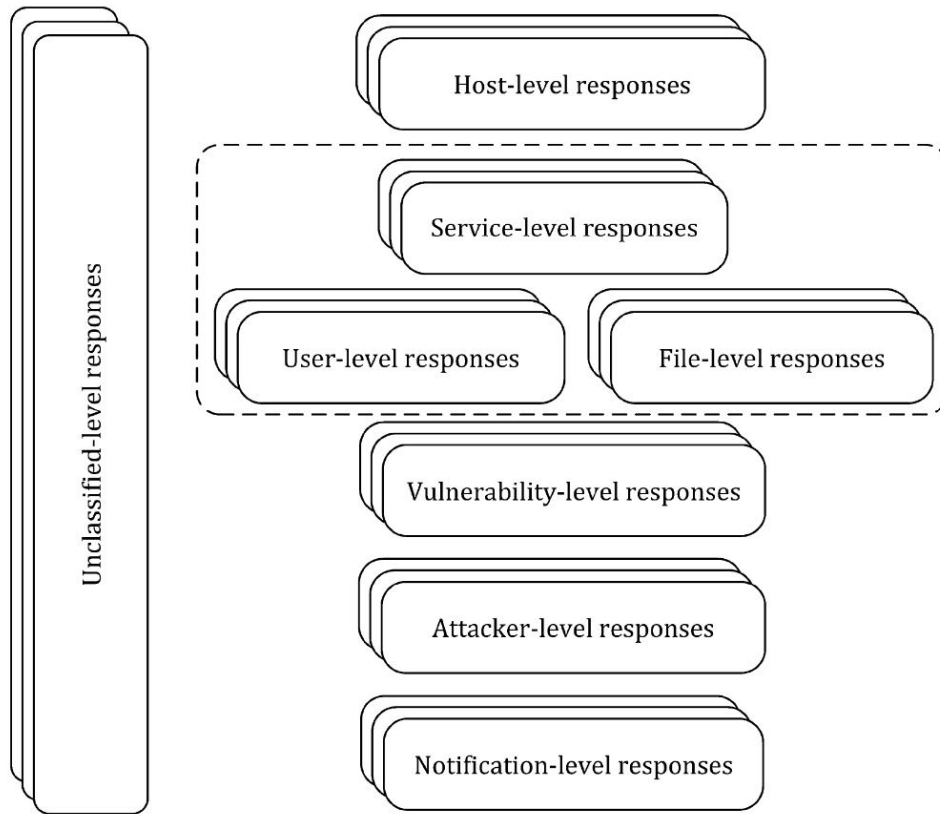 Unclassified-level responses
Host-level responses
Service-level responses
User-level responses
File-level responses
Vulnerability-level responses
Attacker-level responses
Notification-level responses